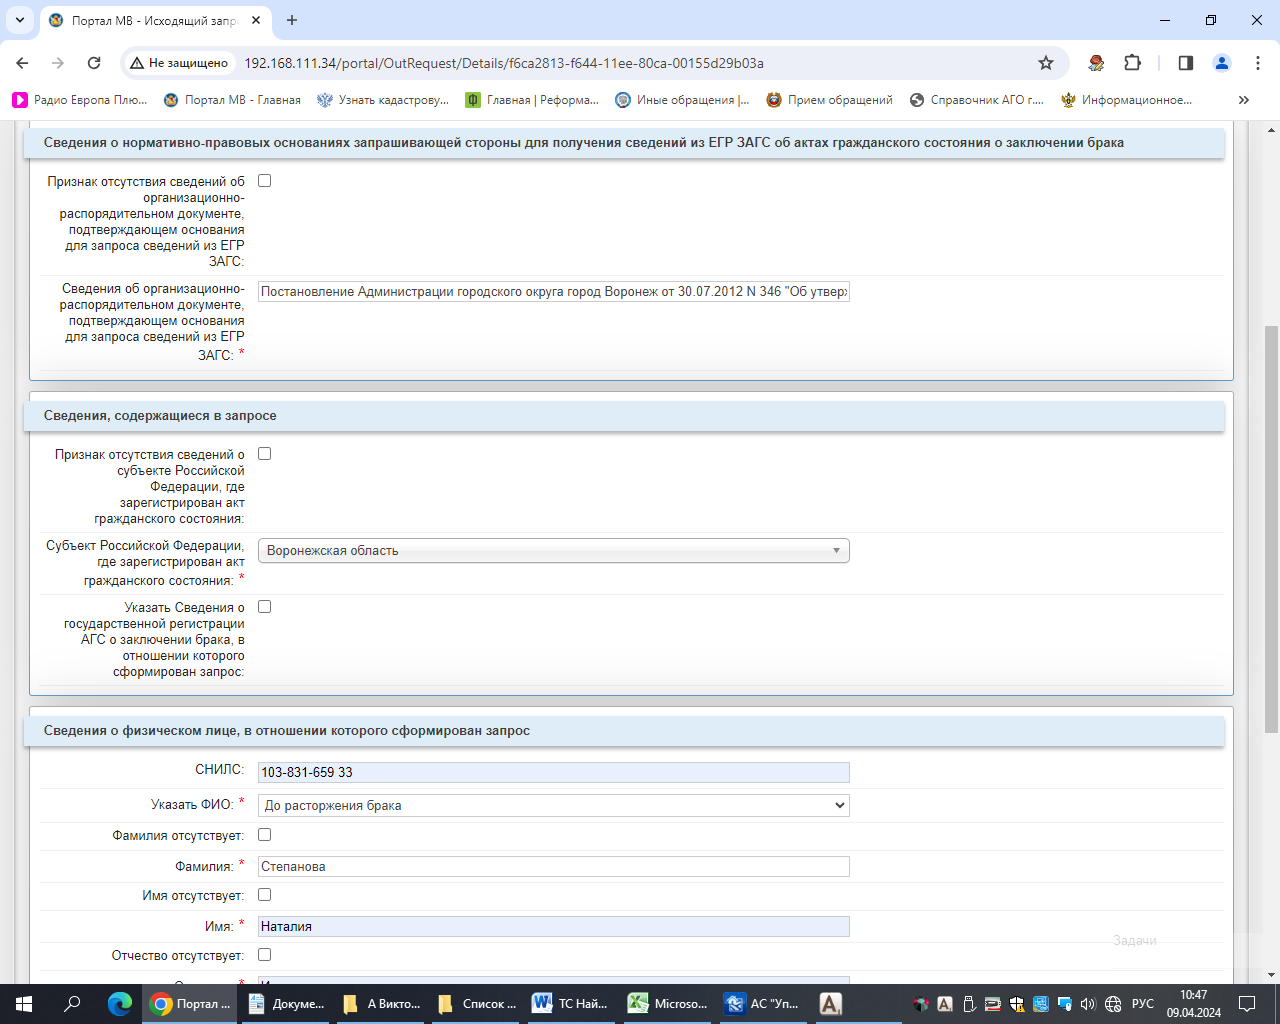 Портал МВ - Исходящий запр
Не защищено
192.168.111.34/portal/OutRequest/Details/f6ca2813-f644-11ee-80ca-00155d29b03a
Радио Европа Плю...
Портал МВ - Главная
Узнать кадастрову...
Главная | Реформа...
Иные обращения |...
Прием обращений
Справочник АГО г....
Информационное...
Сведения о нормативно-правовых основаниях запрашивающей стороны для получения сведений из ЕГР ЗАГС об актах гражданского состояния о заключении брака
Признак отсутствия сведений об
организационно-
распорядительном документе,
подтверждающем основания
для запроса сведений из ЕГР
ЗАГС:
Сведения об организационно-
распорядительном документе,
подтверждающем основания
для запроса сведений из ЕГР
ЗАГС: *
Постановление Администрации городского округа город Воронеж от 30.07.2012 N 346 "Об утверж
Сведения, содержащиеся в запросе
Признак отсутствия сведений о
субъекте Российской
Федерации, где
зарегистрирован акт
гражданского состояния:
Субъект Российской Федерации,
где зарегистрирован акт
гражданского состояния: *
Воронежская область
Указать Сведения о
государственной регистрации
АГС о заключении брака, в
отношении которого
сформирован запрос:
Сведения о физическом лице, в отношении которого сформирован запрос
СНИЛС: 103-831-659 33
Указать ФИО: * До расторжения брака
Фамилия отсутствует:
Фамилия: * Степанова
Имя отсутствует:
Имя: * Наталия
Задачи
Отчество отсутствует:
Портал ...
Докуме...
А Викто...
Список ...
ТС Най...
Microso...
АС "Уп...
РУС
10:47
09.04.2024